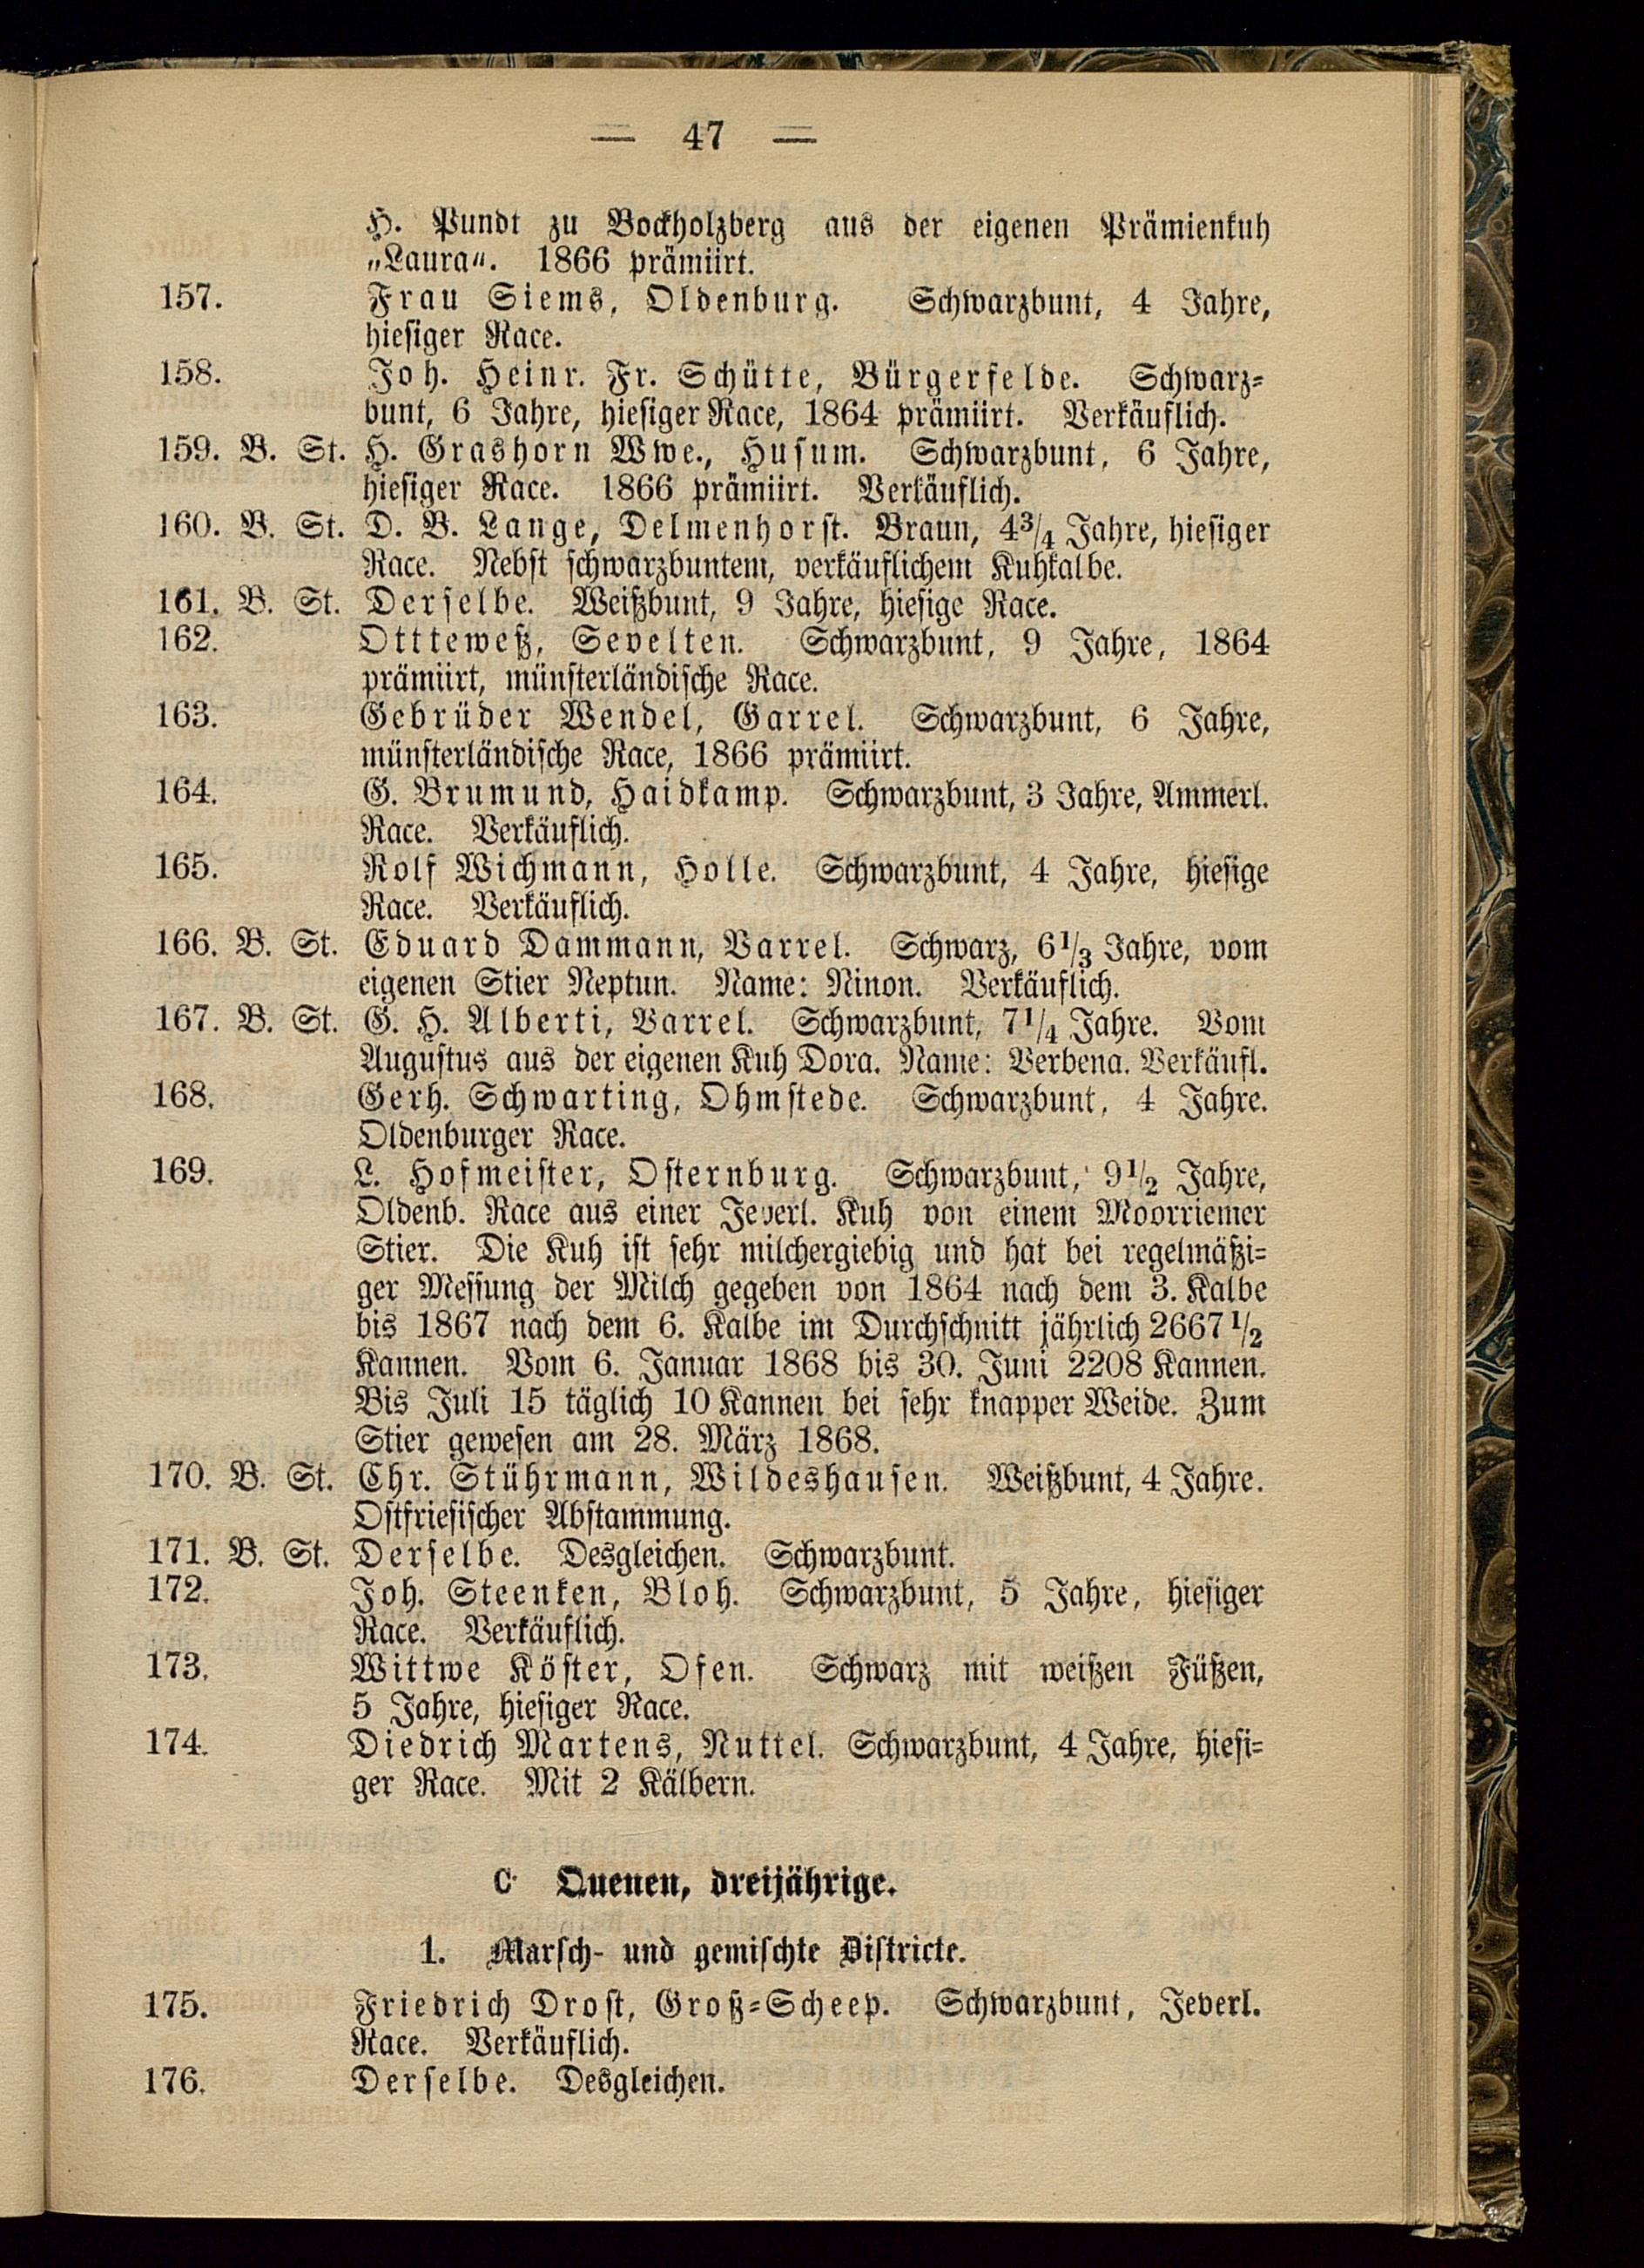 — 47 —
H. Pundt zu Bockholzberg aus der eigenen Prämienkuh
„Laura“. 1866 prämiirt.
157. Frau Siems, Oldenburg. Schwarzbunt, 4 Jahre,
hiesiger Race.
158. Joh. Heinr. Fr. Schütte, Bürgerfelde. Schwarz-
bunt, 6 Jahre, hiesiger Race, 1864 prämiirt. Verkäuflich.
159. B. St. H. Grashorn Wwe., Husum. Schwarzbunt, 6 Jahre,
hiesiger Race. 1866 prämiirt. Verkäuflich.
160. B. St. D. B. Lange, Delmenhorst. Braun, 4¾ Jahre, hiesiger
Race. Nebst schwarzbuntem, verkäuflichem Kuhkalbe.
161. B. St. Derselbe. Weißbunt, 9 Jahre, hiesige Race.
162. Ottteweß, Sevelten. Schwarzbunt, 9 Jahre, 1864
prämiirt, münsterländische Race.
163. Gebrüder Wendel, Garrel. Schwarzbunt, 6 Jahre,
münsterländische Race, 1866 prämiirt.
164. G. Brumund, Haidkamp. Schwarzbunt, 3 Jahre, Ammerl.
Race. Verkäuflich.
165. Rolf Wichmann, Holle. Schwarzbunt, 4 Jahre, hiesige
Race. Verkäuflich.
166. B. St. Eduard Dammann, Varrel. Schwarz, 6⅓ Jahre, vom
eigenen Stier Neptun. Name: Ninon. Verkäuflich.
167. B. St. G. H. Alberti, Varrel. Schwarzbunt, 7¼ Jahre. Vom
Augustus aus der eigenen Kuh Dora. Name: Verbena. Verkäufl.
168. Gerh. Schwarting, Ohmstede. Schwarzbunt, 4 Jahre.
Oldenburger Race.
169. L. Hofmeister, Osternburg. Schwarzbunt, 9½ Jahre,
Oldenb. Race aus einer Jeverl. Kuh von einem Moorriemer
Stier. Die Kuh ist sehr milchergiebig und hat bei regelmäßi-
ger Messung der Milch gegeben von 1864 nach dem 3. Kalbe
bis 1867 nach dem 6. Kalbe im Durchschnitt jährlich 2667½
Kannen. Vom 6. Januar 1868 bis 30. Juni 2208 Kannen.
Bis Juli 15 täglich 10 Kannen bei sehr knapper Weide. Zum
Stier gewesen am 28. März 1868.
170. B. St. Chr. Stührmann, Wildeshausen. Weißbunt, 4 Jahre.
Ostfriesischer Abstammung.
171. B. St. Derselbe. Desgleichen. Schwarzbunt.
172. Joh. Steenken, Bloh. Schwarzbunt, 5 Jahre, hiesiger
Race. Verkäuflich.
173. Wittwe Köster, Ofen. Schwarz mit weißen Füßen,
5 Jahre, hiesiger Race.
174. Diedrich Martens, Nuttel. Schwarzbunt, 4 Jahre, hiesi-
ger Race. Mit 2 Kälbern.
C. Quenen, dreijährige.
1. Marsch- und gemischte Districte.
175. Friedrich Drost, Groß-Scheep. Schwarzbunt, Jeverl.
Race. Verkäuflich.
176. Derselbe. Desgleichen.